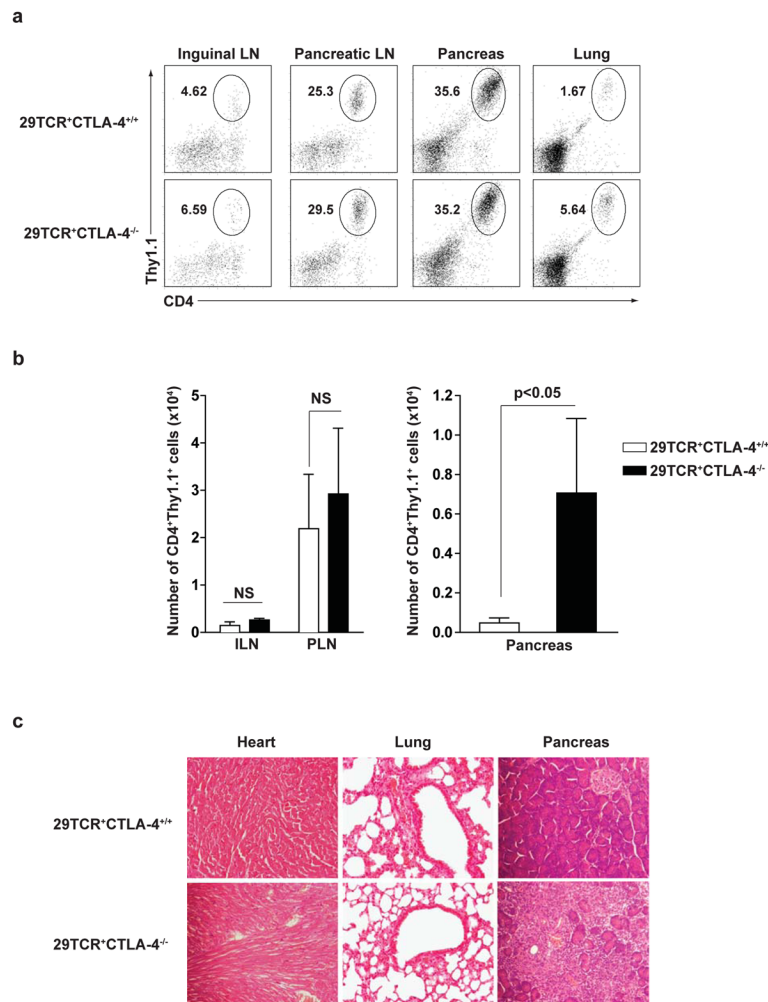 a
Inguinal LN Pancreatic LN Pancreas Lung
29TCR⁺CTLA-4⁺/⁺
4.62 25.3 35.6 1.67
29TCR⁺CTLA-4⁻/⁻
6.59 29.5 35.2 5.64
Thy1.1
CD4
b
Number of CD4⁺Thy1.1⁺ cells (x10⁴)
5
4
3
2
1
0
NS
NS
ILN PLN
Number of CD4⁺Thy1.1⁺ cells (x10⁴)
1.2
1.0
0.8
0.6
0.4
0.2
0.0
p<0.05
Pancreas
29TCR⁺CTLA-4⁺/⁺
29TCR⁺CTLA-4⁻/⁻
c
Heart Lung Pancreas
29TCR⁺CTLA-4⁺/⁺
29TCR⁺CTLA-4⁻/⁻